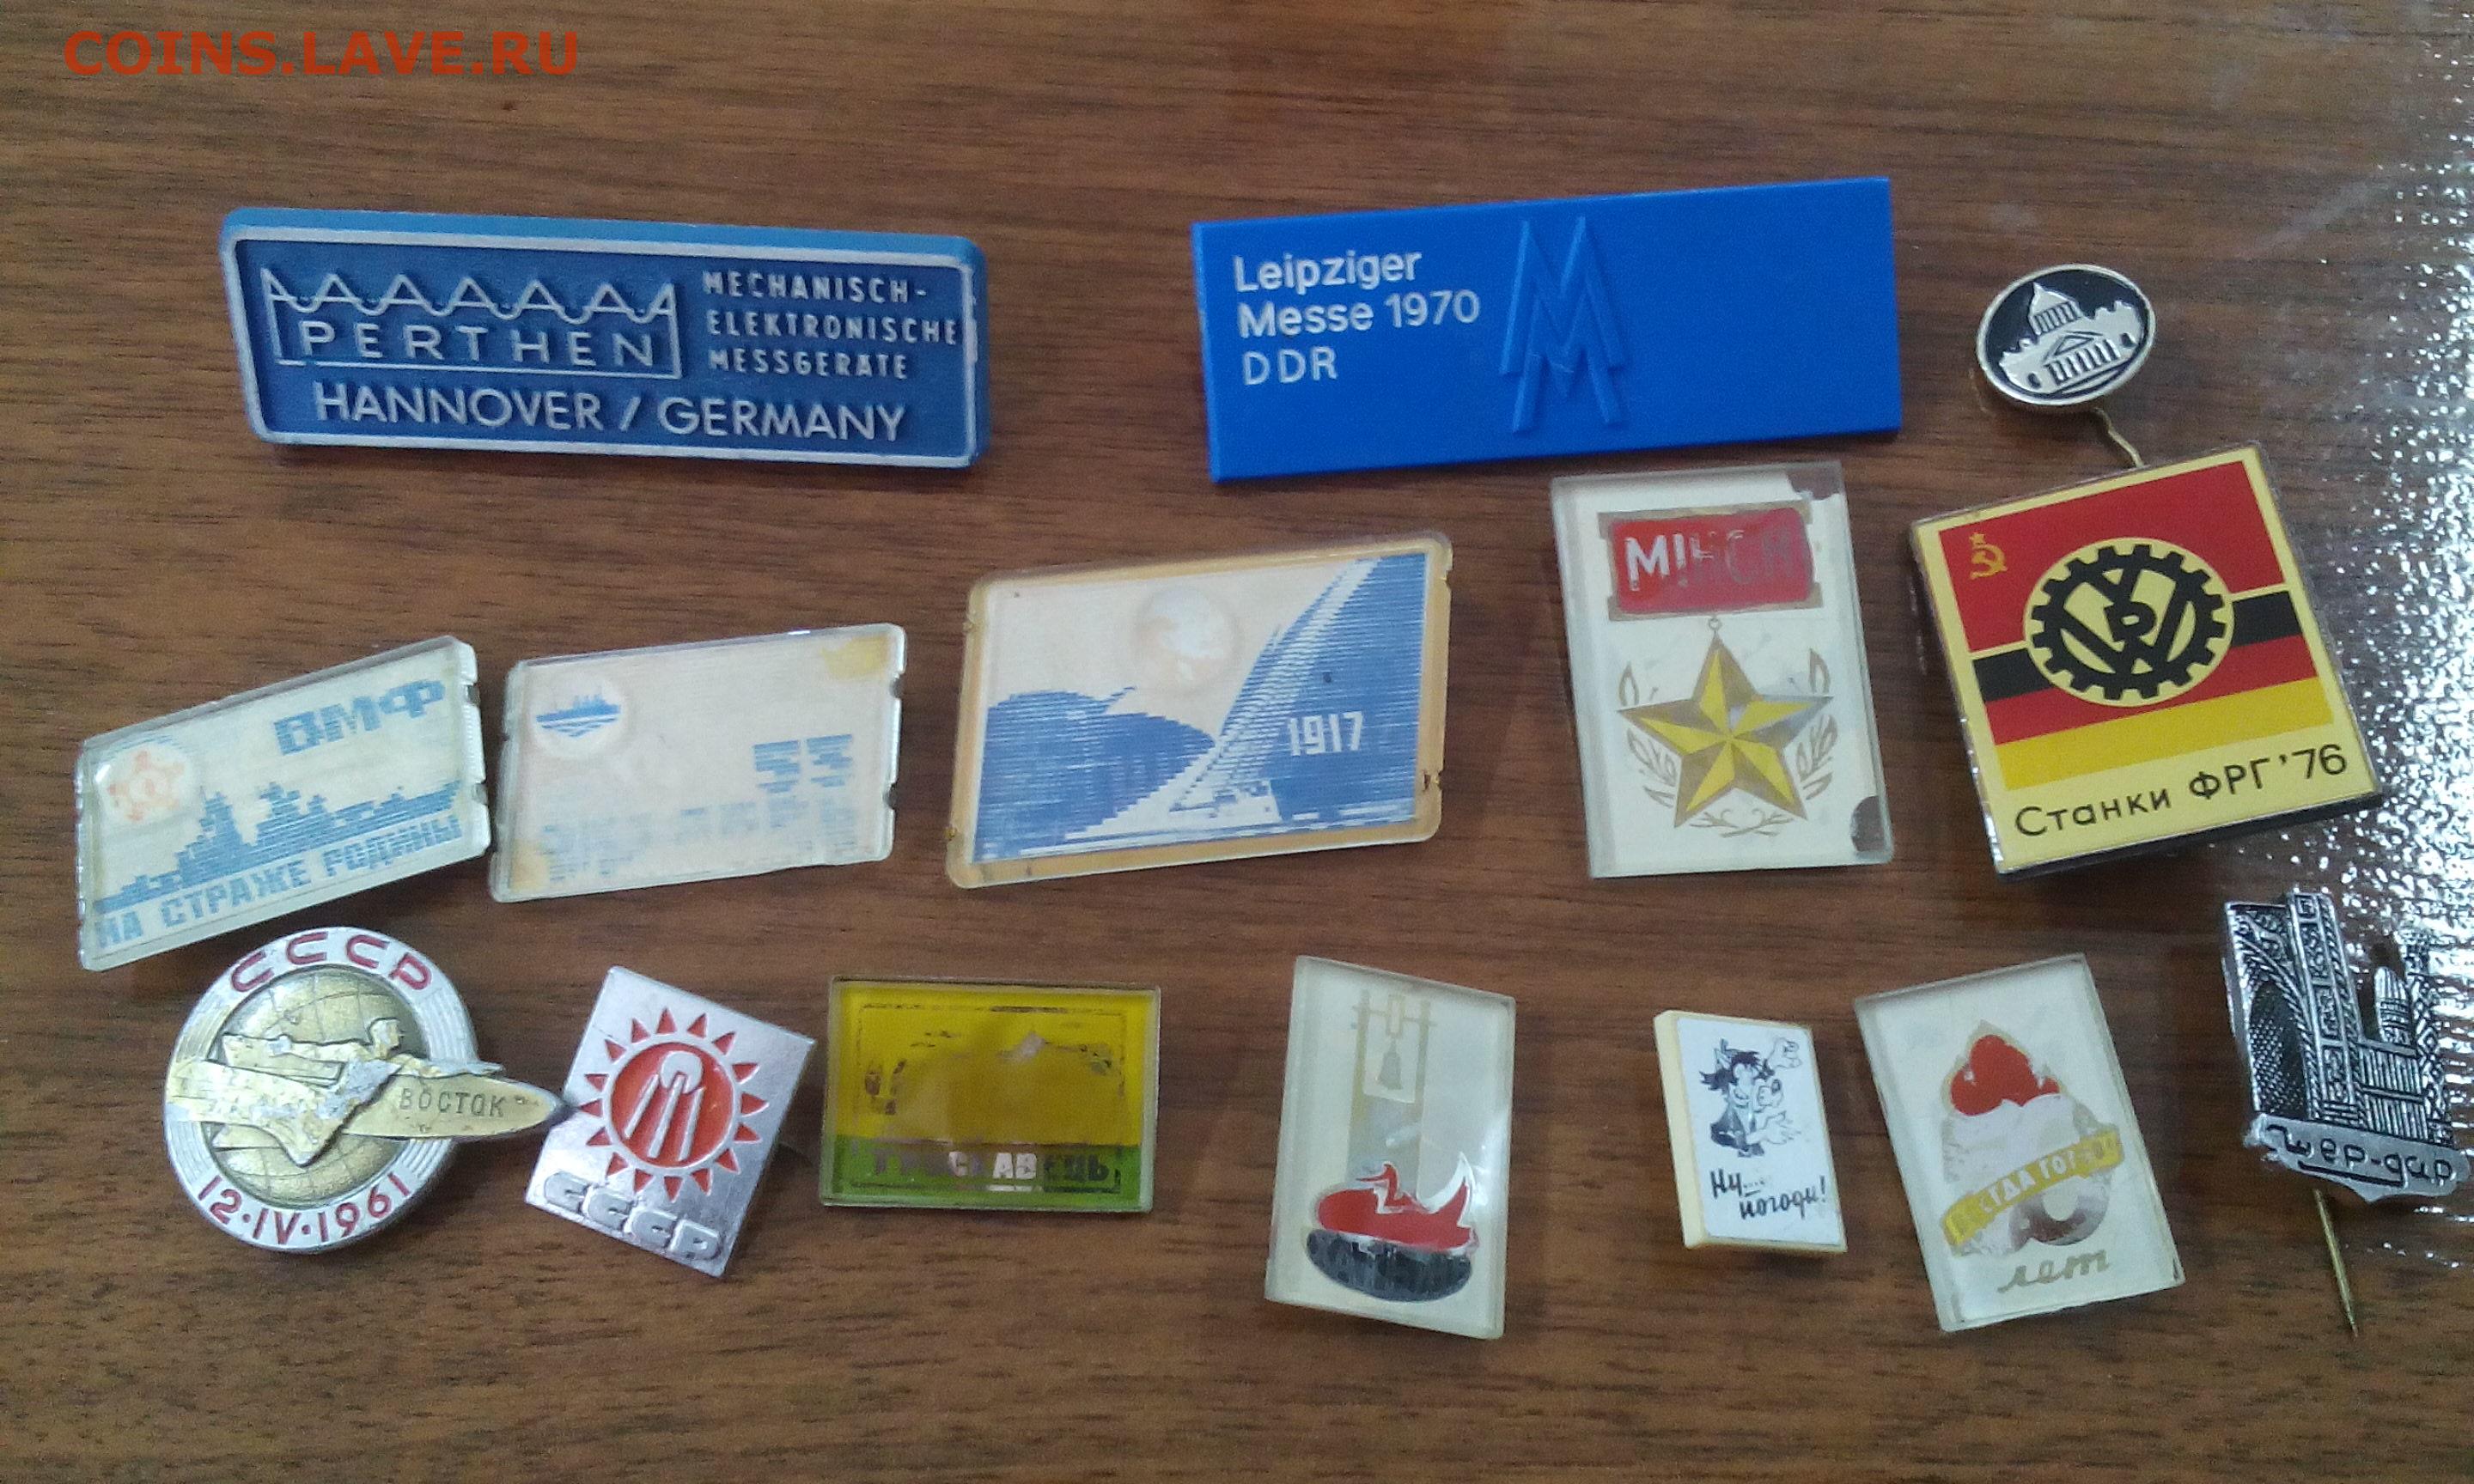 COINS.LAVE.RU
PERTHEN
MECHANISCH-
ELEKTRONISCHE
MESSGERÄTE
HANNOVER / GERMANY
Leipziger
Messe 1970
DDR
МІНСК
Станки ФРГ'76
ВМФ
НА СТРАЖЕ РОДИНЫ
55
1917
СССР
ВОСТОК
12·IV·1961
СССР
Ну...
погоди!
лет